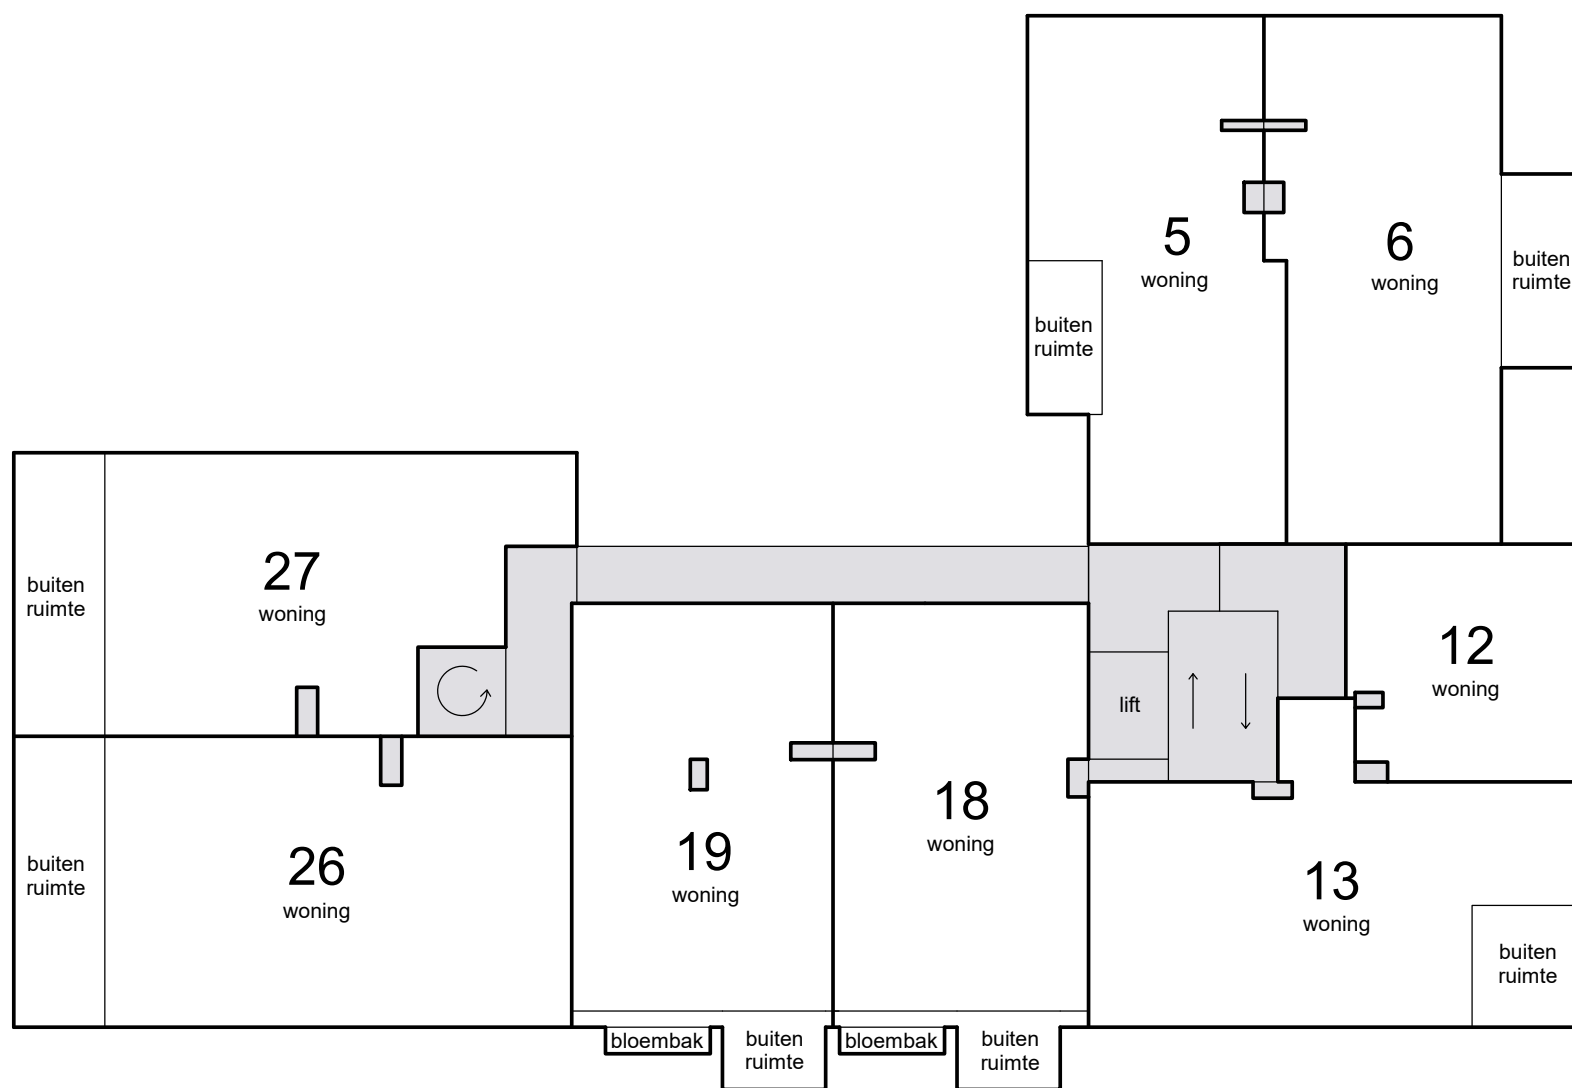 5
woning
6
woning
buiten
ruimte
buiten
ruimte
27
woning
buiten
ruimte
12
woning
lift
18
woning
19
woning
26
woning
buiten
ruimte
13
woning
buiten
ruimte
bloembak
buiten
ruimte
bloembak
buiten
ruimte